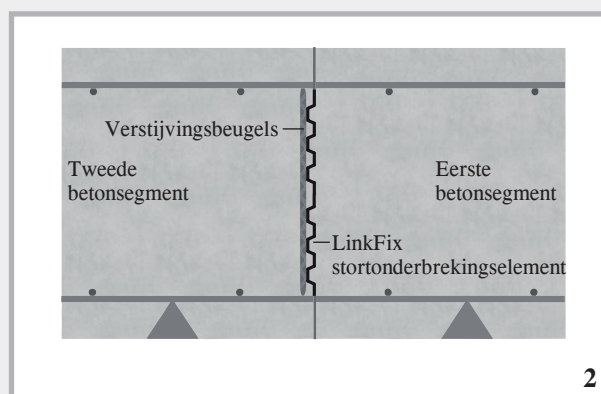 Verstijvingsbeugels
Tweede
betonsegment
Eerste
betonsegment
LinkFix
stortonderbrekingselement
2